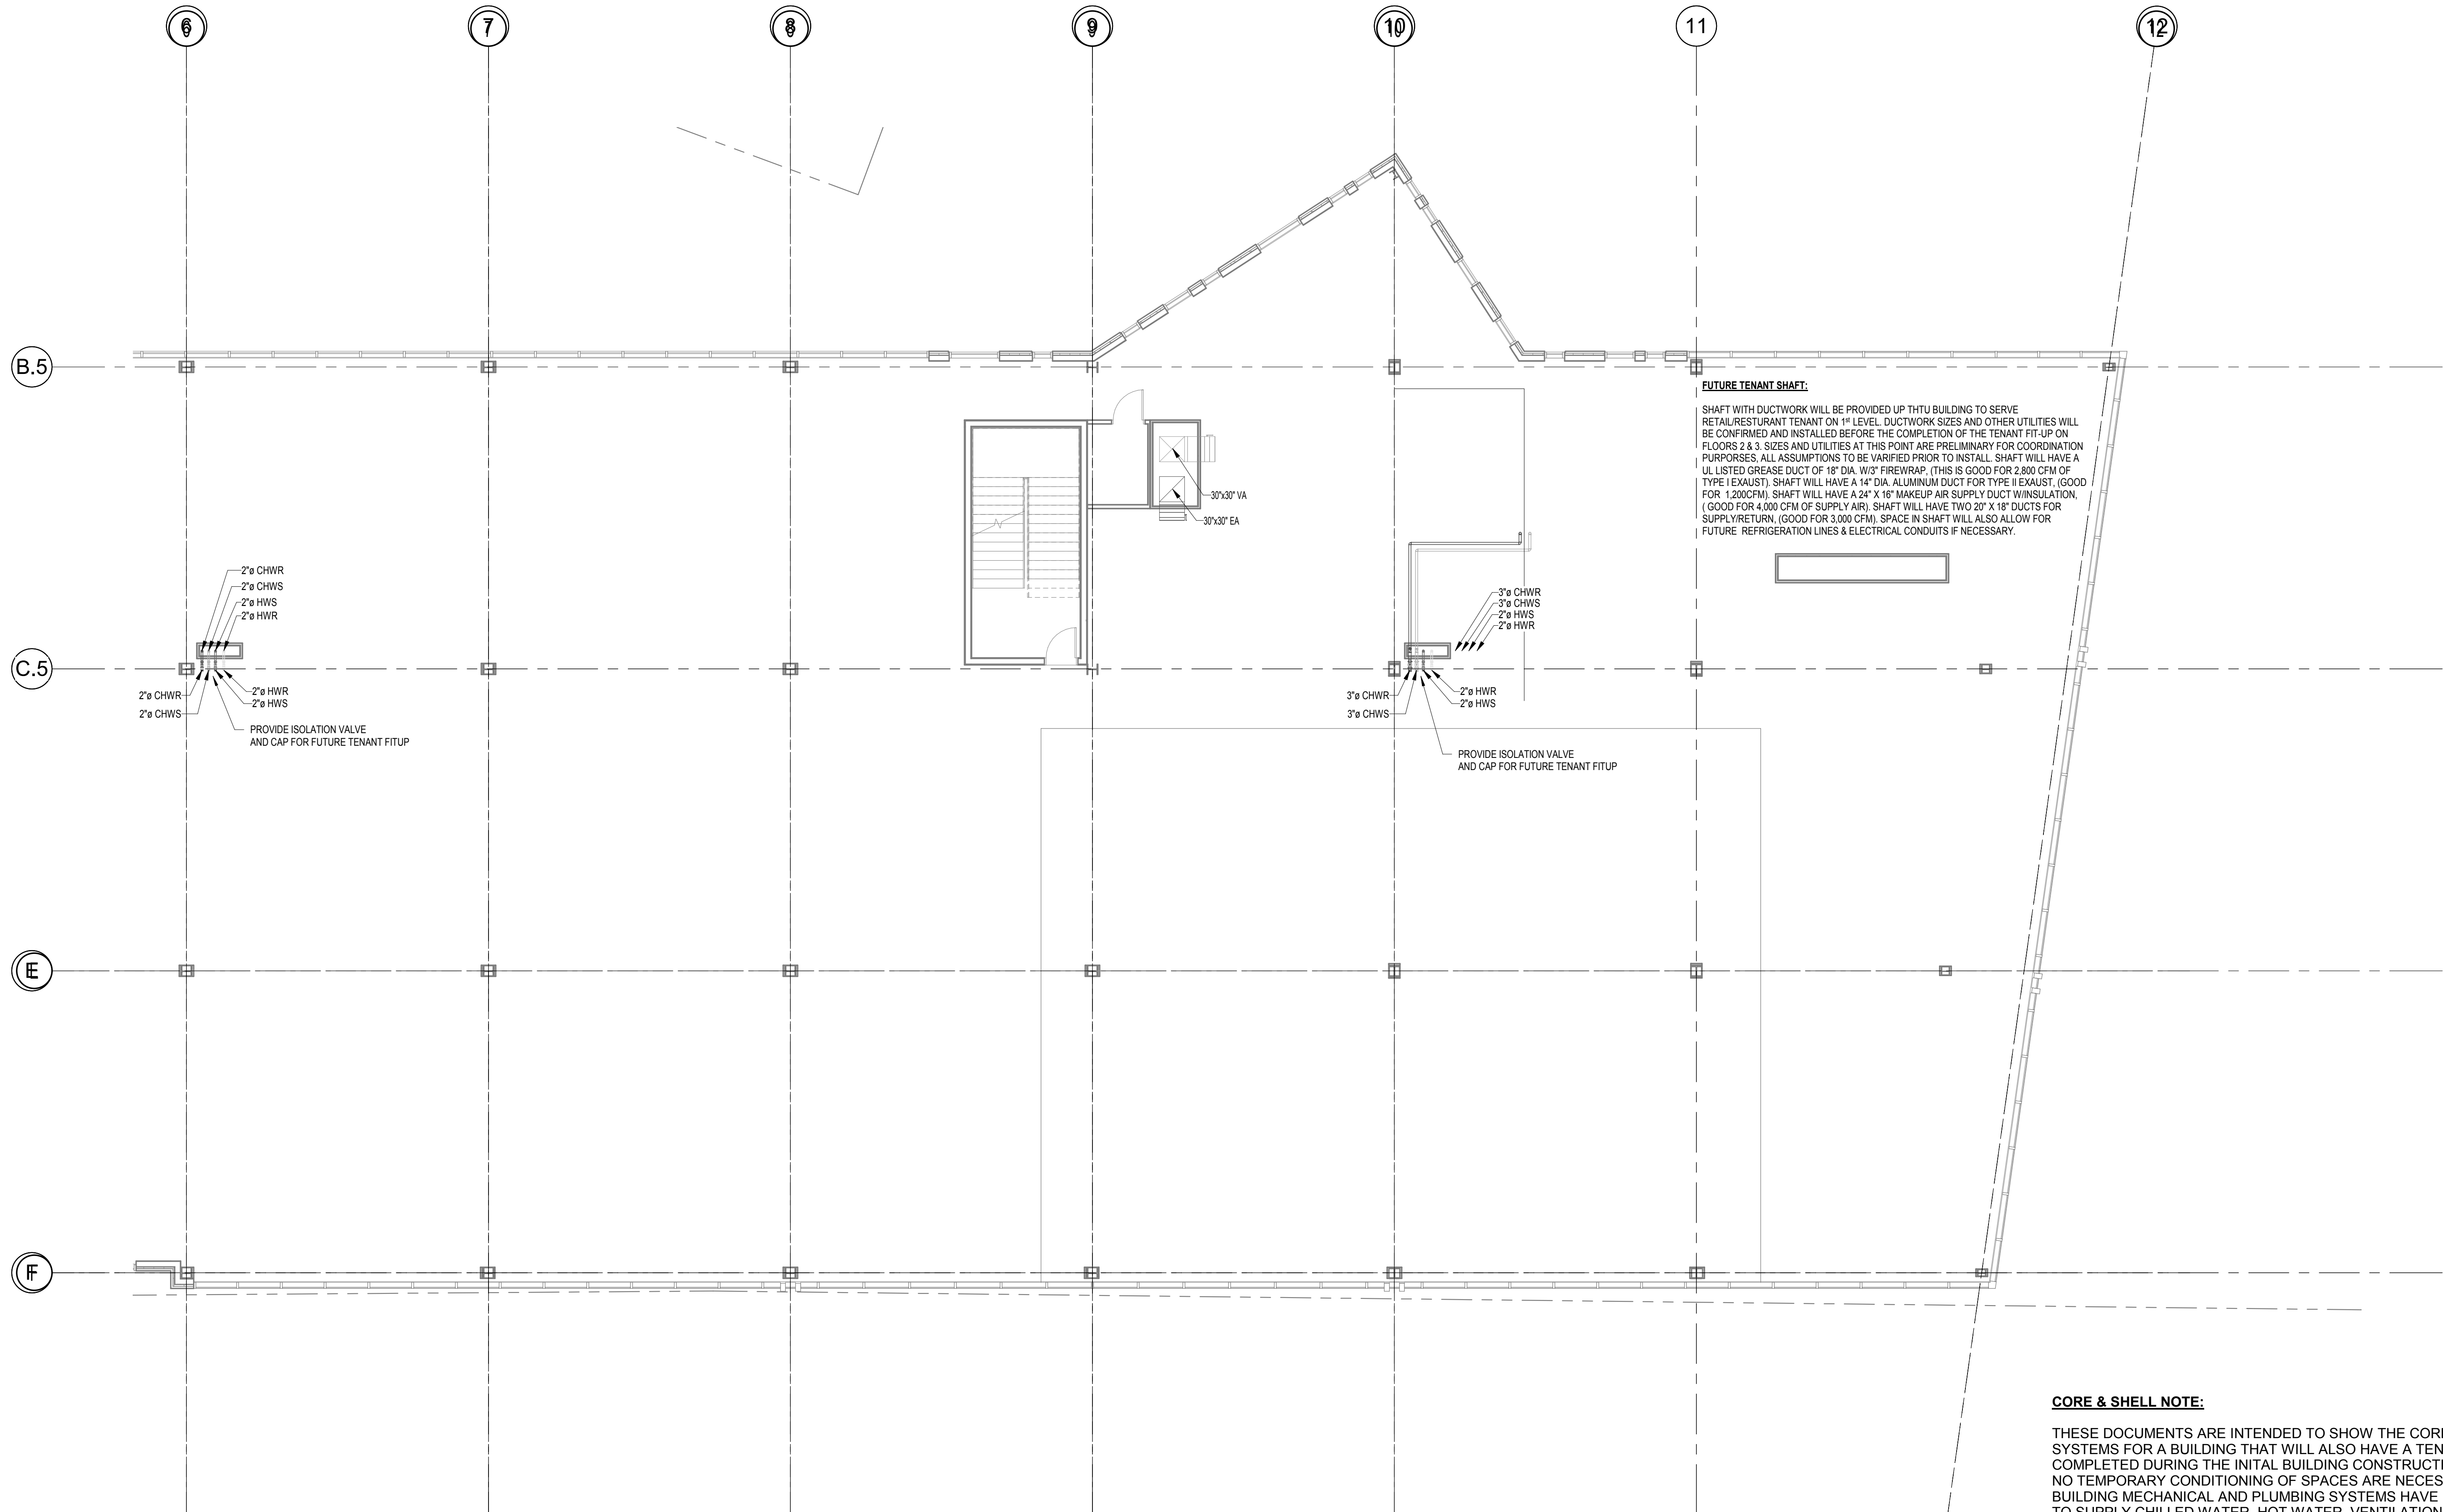 6 7 8 9 10 11 12
B.5
FUTURE TENANT SHAFT:
SHAFT WITH DUCTWORK WILL BE PROVIDED UP THTU BUILDING TO SERVE
RETAIL/RESTURANT TENANT ON 1st LEVEL. DUCTWORK SIZES AND OTHER UTILITIES WILL
BE CONFIRMED AND INSTALLED BEFORE THE COMPLETION OF THE TENANT FIT-UP ON
FLOORS 2 & 3. SIZES AND UTILITIES AT THIS POINT ARE PRELIMINARY FOR COORDINATION
PURPORSES, ALL ASSUMPTIONS TO BE VARIFIED PRIOR TO INSTALL. SHAFT WILL HAVE A
UL LISTED GREASE DUCT OF 18" DIA. W/3" FIREWRAP, (THIS IS GOOD FOR 2,800 CFM OF
TYPE I EXAUST). SHAFT WILL HAVE A 14" DIA. ALUMINUM DUCT FOR TYPE II EXAUST, (GOOD
FOR 1,200CFM). SHAFT WILL HAVE A 24" X 16" MAKEUP AIR SUPPLY DUCT W/INSULATION,
( GOOD FOR 4,000 CFM OF SUPPLY AIR). SHAFT WILL HAVE TWO 20" X 18" DUCTS FOR
SUPPLY/RETURN, (GOOD FOR 3,000 CFM). SPACE IN SHAFT WILL ALSO ALLOW FOR
FUTURE REFRIGERATION LINES & ELECTRICAL CONDUITS IF NECESSARY.
30"x30" VA
30"x30" EA
2"ø CHWR
2"ø CHWS
2"ø HWS
2"ø HWR
3"ø CHWR
3"ø CHWS
2"ø HWS
2"ø HWR
C.5
2"ø CHWR
2"ø CHWS
2"ø HWR
2"ø HWS
PROVIDE ISOLATION VALVE
AND CAP FOR FUTURE TENANT FITUP
3"ø CHWR
3"ø CHWS
2"ø HWR
2"ø HWS
PROVIDE ISOLATION VALVE
AND CAP FOR FUTURE TENANT FITUP
E
F
CORE & SHELL NOTE:
THESE DOCUMENTS ARE INTENDED TO SHOW THE
SYSTEMS FOR A BUILDING THAT WILL ALSO HAVE A
COMPLETED DURING THE INITAL BUILDING
NO TEMPORARY CONDITIONING OF SPACES ARE
BUILDING MECHANICAL AND PLUMBING SYSTEMS HAVE
TO SUPPLY CHILLED WATER, HOT WATER, VENTILATION